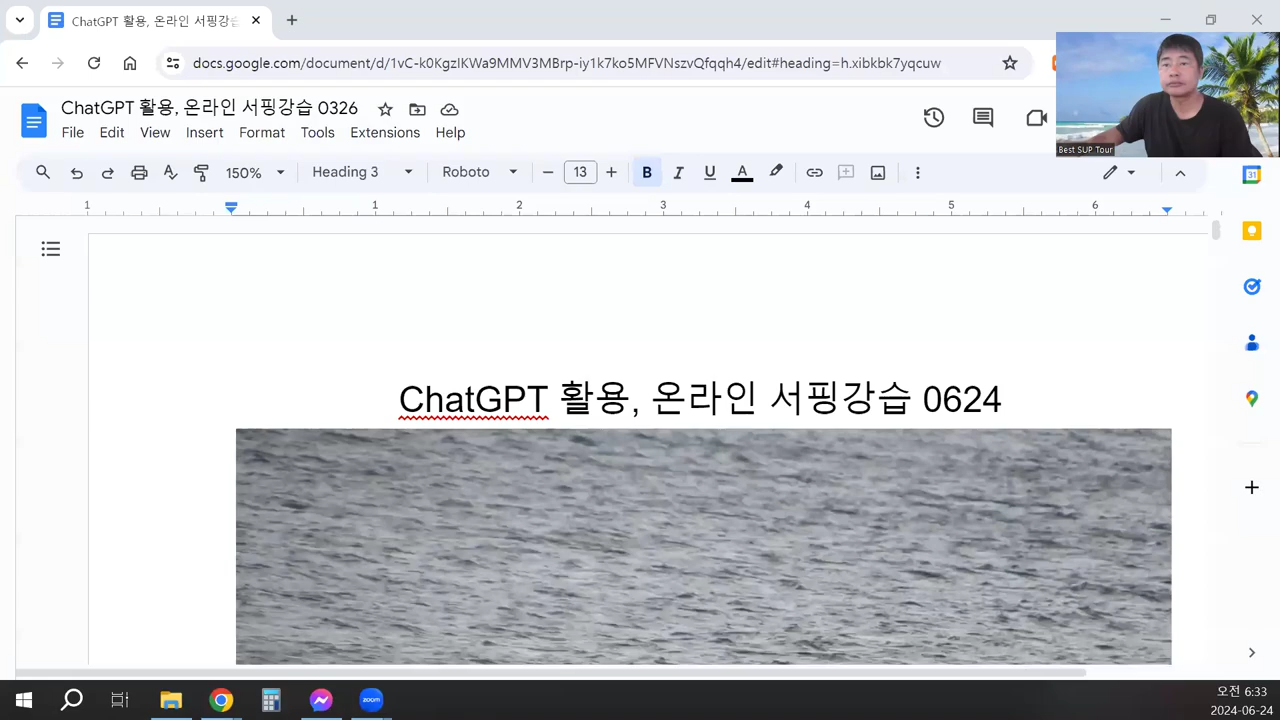 ChatGPT 활용, 온라인 서핑강습
docs.google.com/document/d/1vC-k0KgzIKWa9MMV3MBrp-iy1k7ko5MFVNszvQfqqh4/edit#heading=h.xibkbk7yqcuw
ChatGPT 활용, 온라인 서핑강습 0326
File Edit View Insert Format Tools Extensions Help
150% Heading 3 Roboto 13 B I U A
1 1 2 3 4 5 6
Best SUP Tour
31
ChatGPT 활용, 온라인 서핑강습 0624
zoom
오전 6:33
2024-06-24